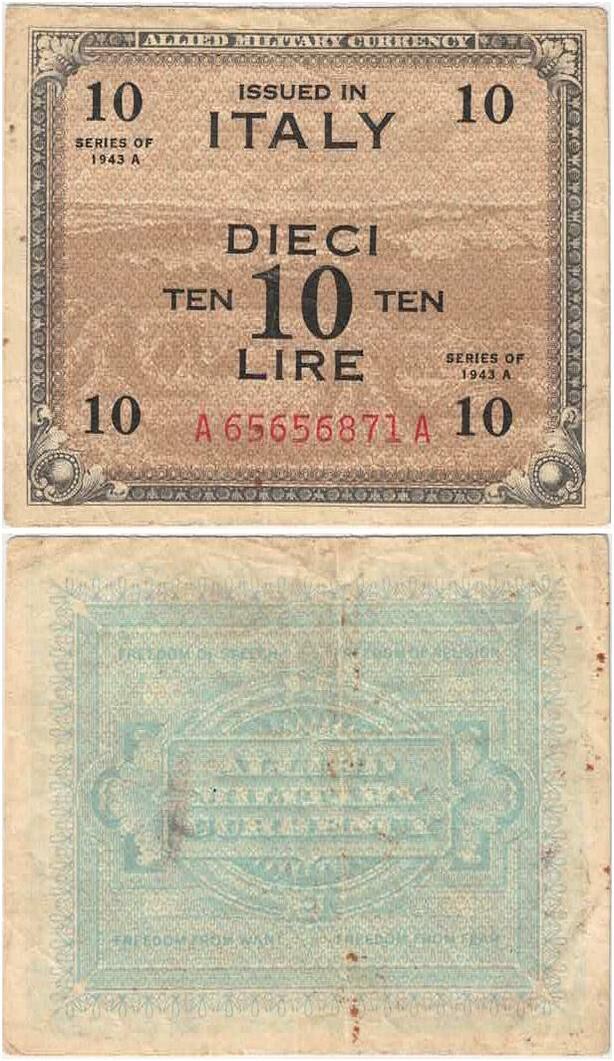 ALLIED MILITARY CURRENCY
10 ISSUED IN 10
ITALY
SERIES OF
1943 A
DIECI
TEN 10 TEN
LIRE
SERIES OF
1943 A
10 A65656871A 10
FREEDOM OF SPEECH FREEDOM OF RELIGION
ALLIED
MILITARY
CURRENCY
FREEDOM FROM WANT FREEDOM FROM FEAR